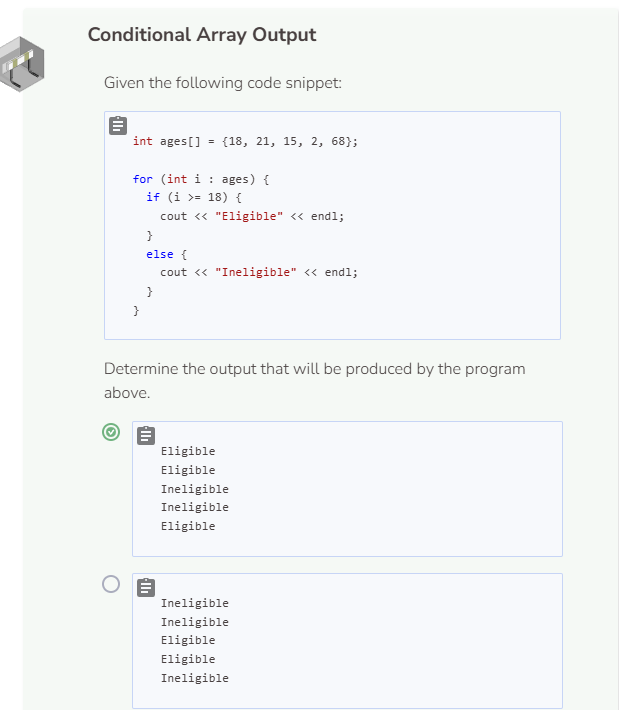 Conditional Array Output
Given the following code snippet:
int ages[] = {18, 21, 15, 2, 68};
for (int i : ages) {
if (i >= 18) {
cout << "Eligible" << endl;
}
else {
cout << "Ineligible" << endl;
}
}
Determine the output that will be produced by the program
above.
Eligible
Eligible
Ineligible
Ineligible
Eligible
Ineligible
Ineligible
Eligible
Eligible
Ineligible